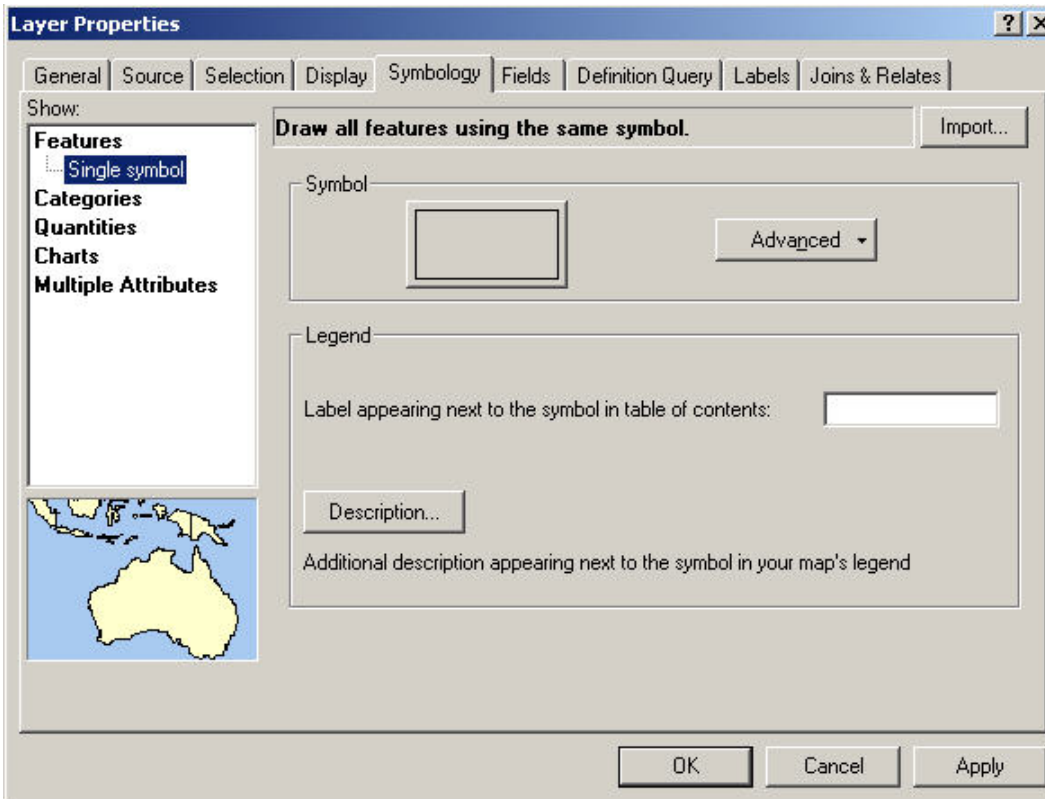 Layer Properties
General Source Selection Display Symbology Fields Definition Query Labels Joins & Relates
Show:
Features
Single symbol
Categories
Quantities
Charts
Multiple Attributes
Draw all features using the same symbol.
Import...
Symbol
Advanced
Legend
Label appearing next to the symbol in table of contents:
Description...
Additional description appearing next to the symbol in your map's legend
OK Cancel Apply